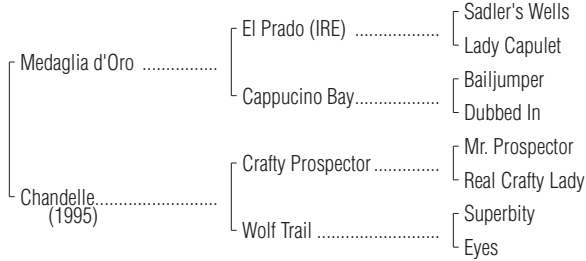 Sadler's Wells
El Prado (IRE) ..................
Lady Capulet
Medaglia d'Oro ................
Bailjumper
Cappucino Bay..................
Dubbed In
Mr. Prospector
Crafty Prospector ..............
Real Crafty Lady
Chandelle..........................
(1995)
Superbity
Wolf Trail ..........................
Eyes